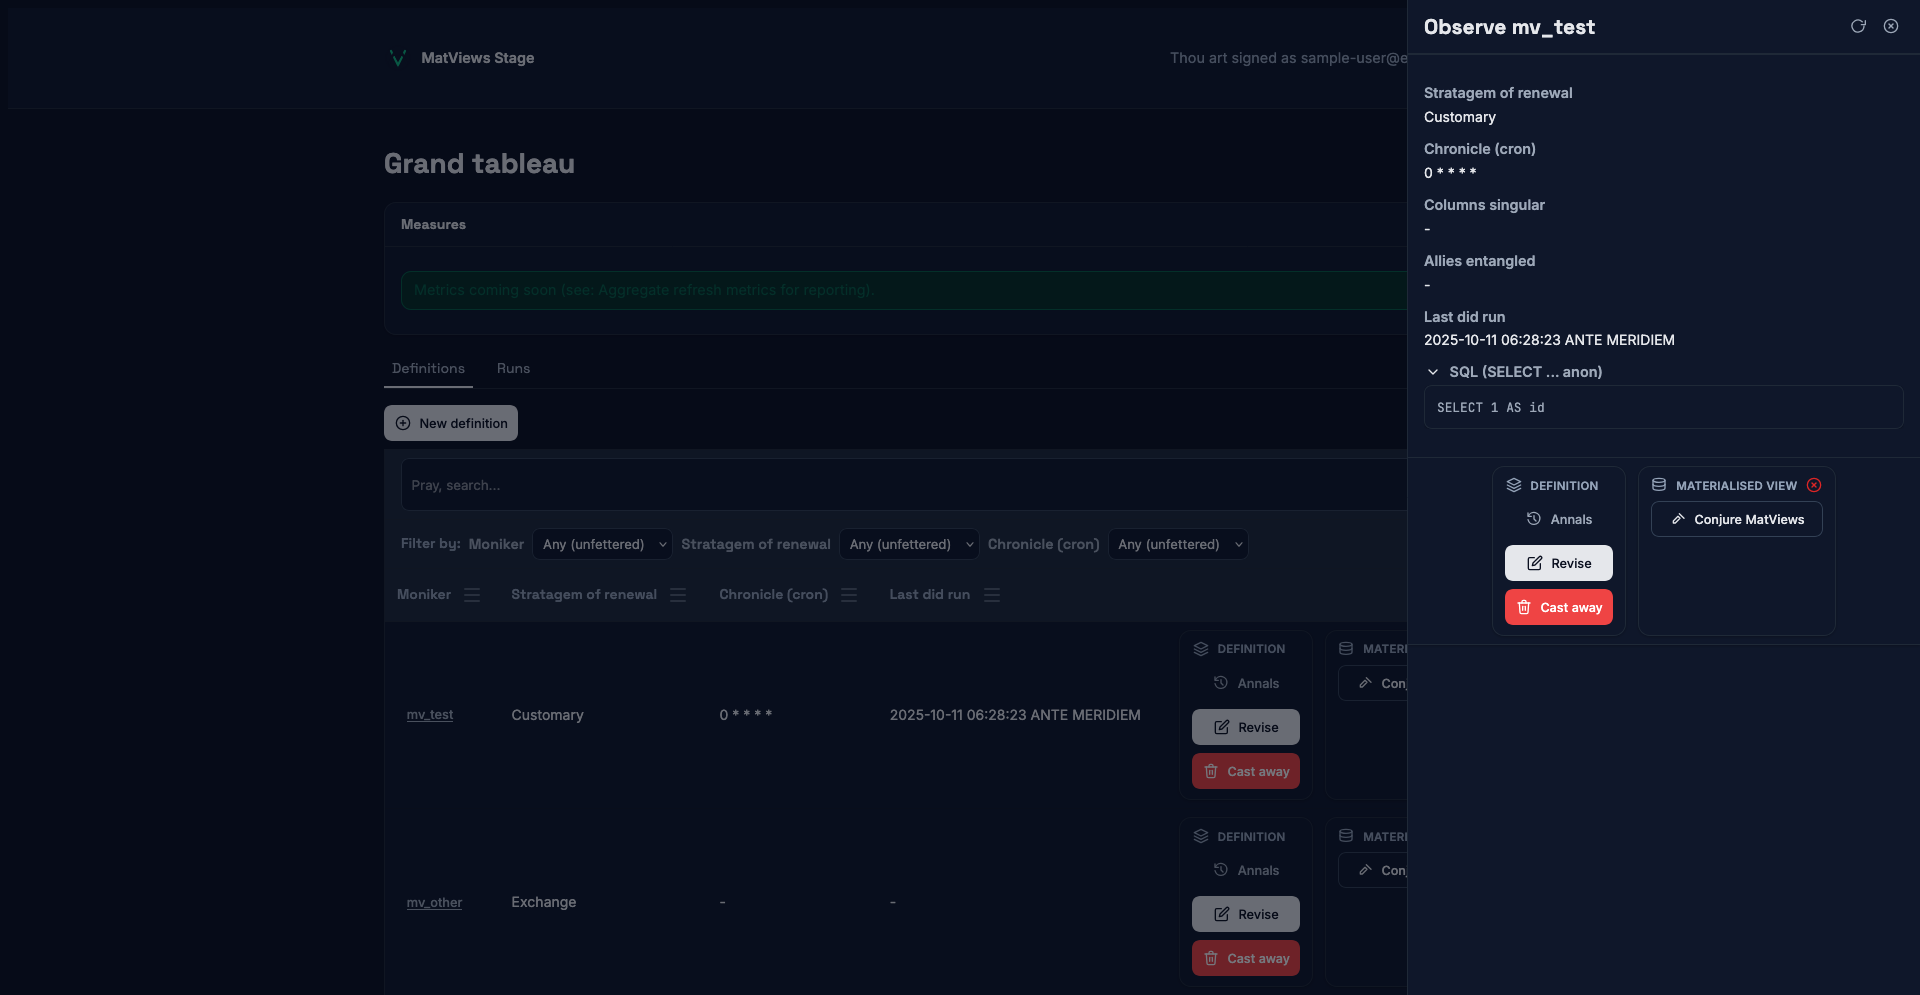 MatViews Stage
Thou art signed as sample-user@e
Grand tableau
Measures
Metrics coming soon (see: Aggregate refresh metrics for reporting).
Definitions Runs
New definition
Pray, search...
Filter by: Moniker Any (unfettered) Stratagem of renewal Any (unfettered) Chronicle (cron) Any (unfettered)
Moniker Stratagem of renewal Chronicle (cron) Last did run
mv_test Customary 0 * * * * 2025-10-11 06:28:23 ANTE MERIDIEM
DEFINITION
Annals
Revise
Cast away
MATERI
Conj
mv_other Exchange - -
DEFINITION
Annals
Revise
Cast away
MATERI
Conj
Observe mv_test
Stratagem of renewal
Customary
Chronicle (cron)
0 * * * *
Columns singular
-
Allies entangled
-
Last did run
2025-10-11 06:28:23 ANTE MERIDIEM
SQL (SELECT ... anon)
SELECT 1 AS id
DEFINITION
Annals
Revise
Cast away
MATERIALISED VIEW
Conjure MatViews